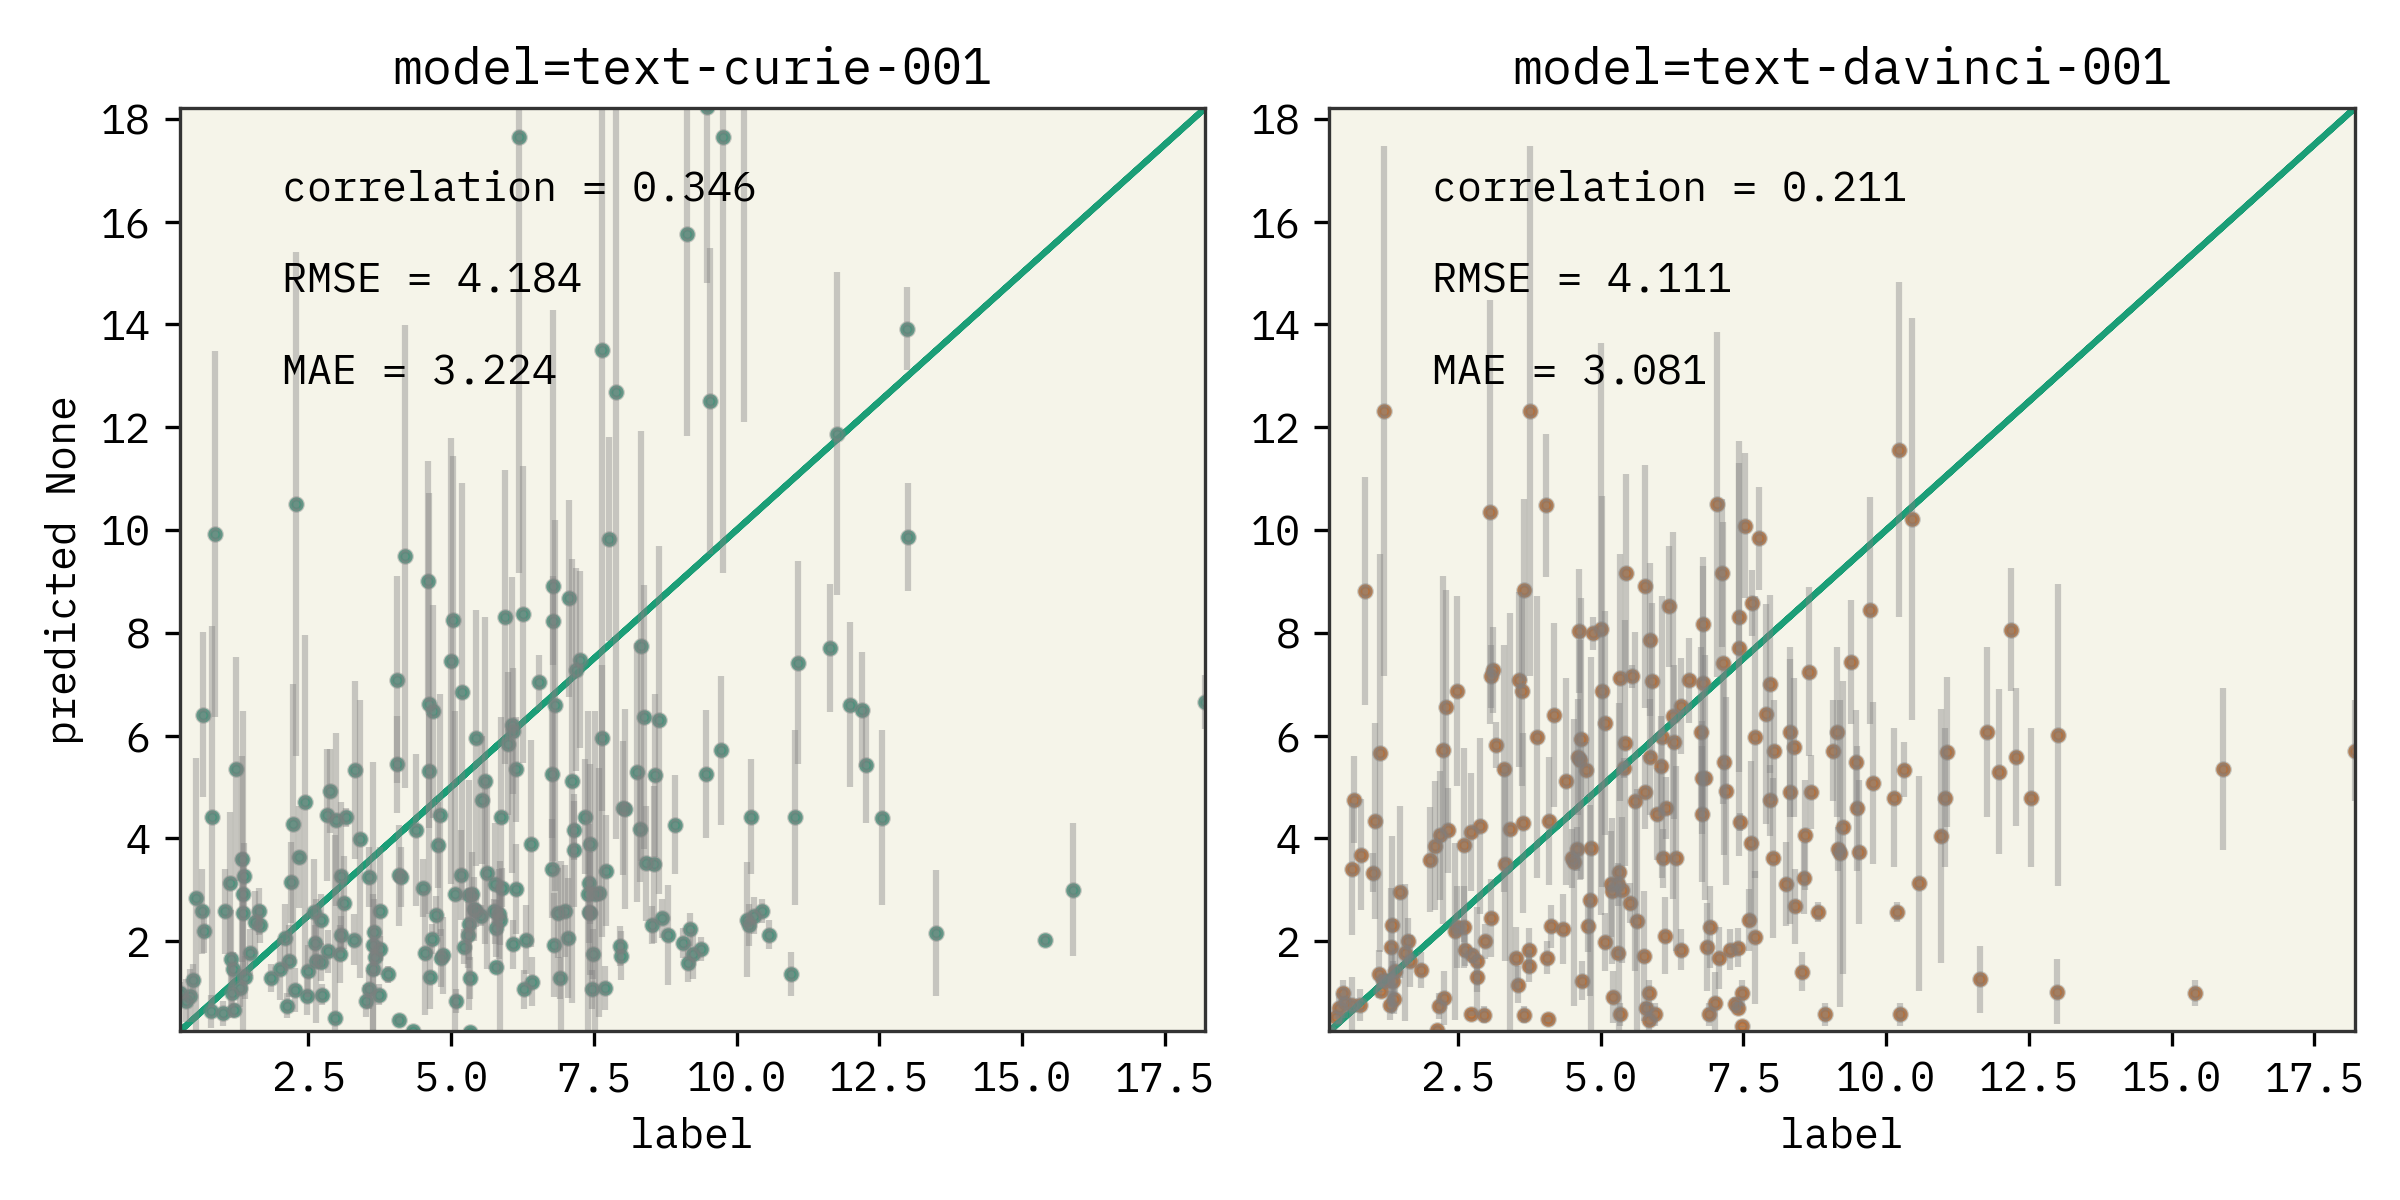 model=text-curie-001
18
16
14
12
10
8
6
4
2
predicted None
correlation = 0.346
RMSE = 4.184
MAE = 3.224
2.5 5.0 7.5 10.0 12.5 15.0 17.5
label
model=text-davinci-001
18
16
14
12
10
8
6
4
2
correlation = 0.211
RMSE = 4.111
MAE = 3.081
2.5 5.0 7.5 10.0 12.5 15.0 17.5
label